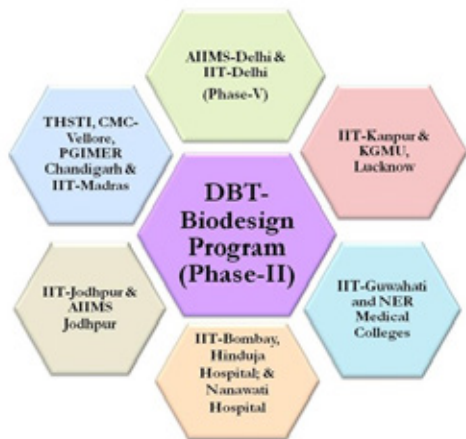 AIIMS-Delhi &
IIT-Delhi
(Phase-V)
THSTI, CMC-
Vellore,
PGIMER
Chandigarh &
IIT-Madras
IIT-Kanpur &
KGMU,
Lucknow
DBT-
Biodesign
Program
(Phase-II)
IIT-Jodhpur &
AIIMS
Jodhpur
IIT-Guwahati
and NER
Medical
Colleges
IIT-Bombay,
Hinduja
Hospital; &
Nanawati
Hospital